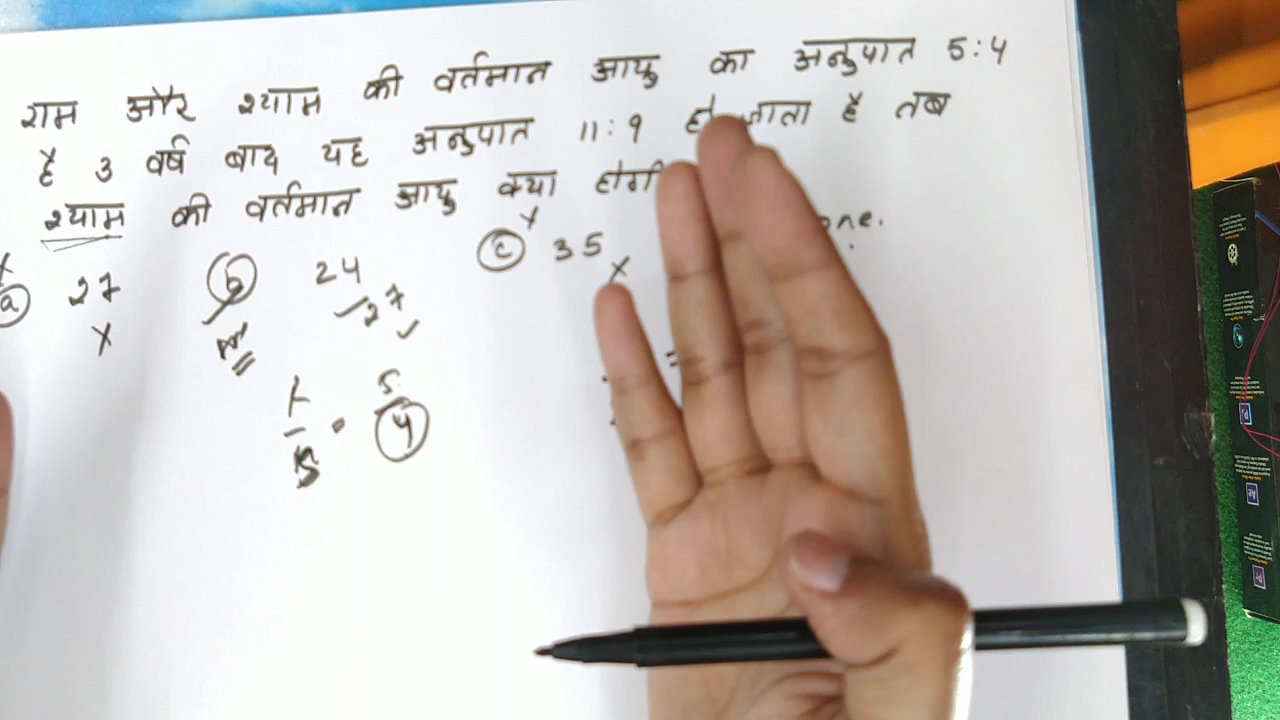 राम और श्याम की वर्तमान आयु का अनुपात 5:4
है 3 वर्ष बाद यह अनुपात 11:9 हो जाता है तब
श्याम की वर्तमान आयु क्या होगी
(a) 27 (b) 24 (c) 35
27
5
4